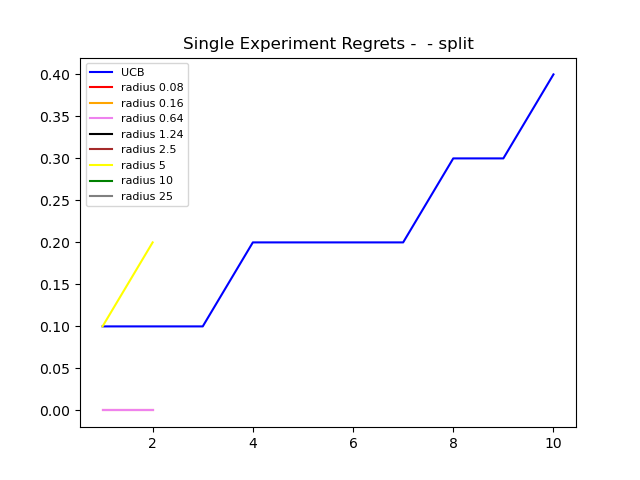 Single Experiment Regrets -  - split
UCB
radius 0.08
radius 0.16
radius 0.64
radius 1.24
radius 2.5
radius 5
radius 10
radius 25
0.40
0.35
0.30
0.25
0.20
0.15
0.10
0.05
0.00
2 4 6 8 10